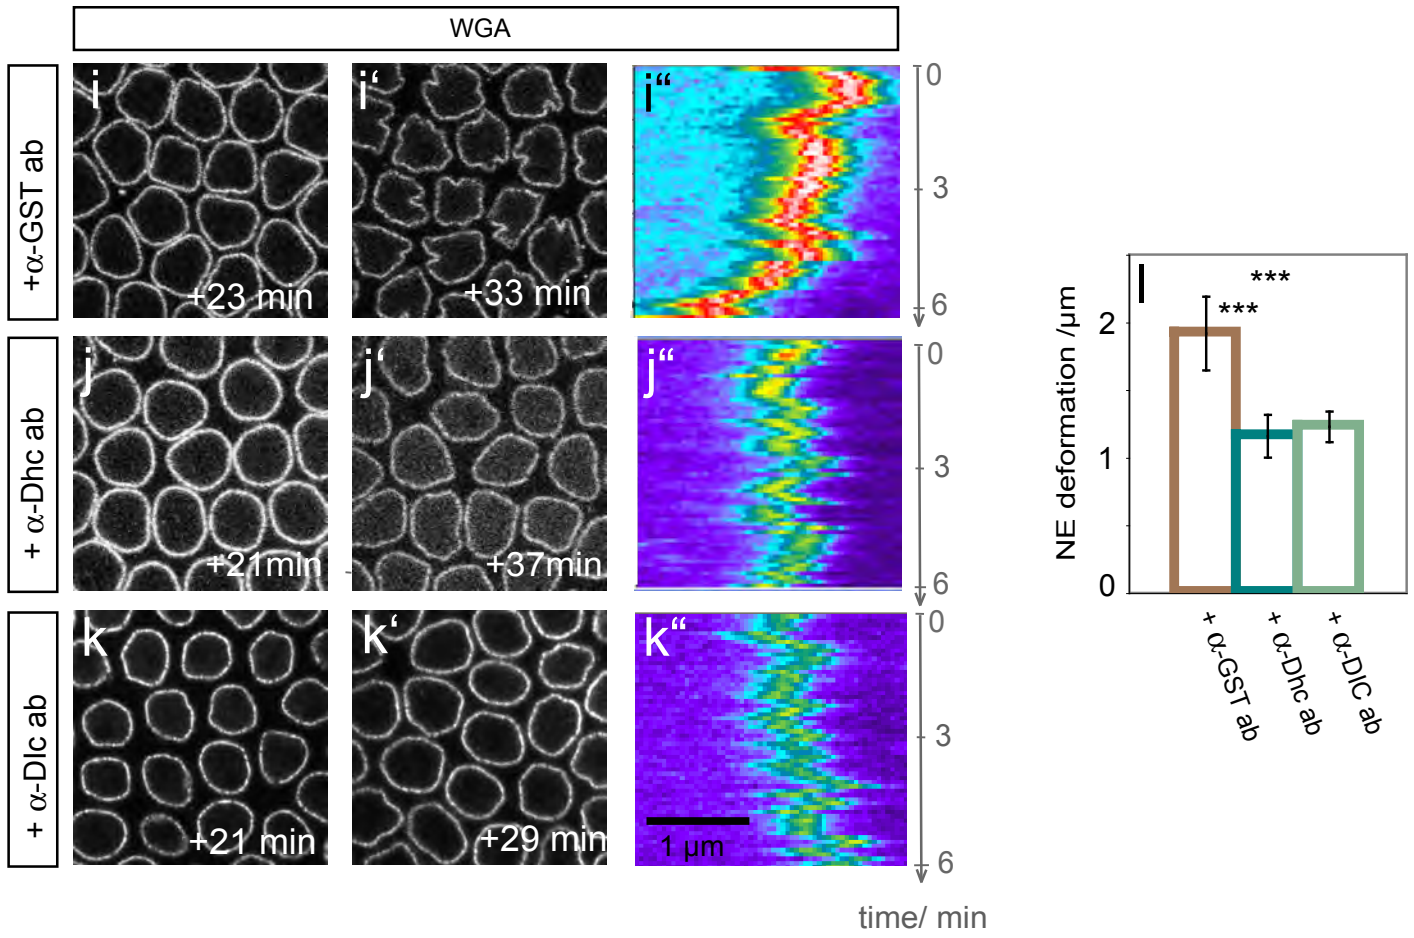 WGA
+α-GST ab
i
+23 min
i‘
+33 min
i“
0
3
6
+ α-Dhc ab
j
+21min
j‘
+37min
j“
0
3
6
+ α-Dlc ab
k
+21 min
k‘
+29 min
k“
1 µm
0
3
6
time/ min
l
***
***
NE deformation /µm
2
1
0
+ α-GST ab
+ α-Dhc ab
+ α-DIC ab